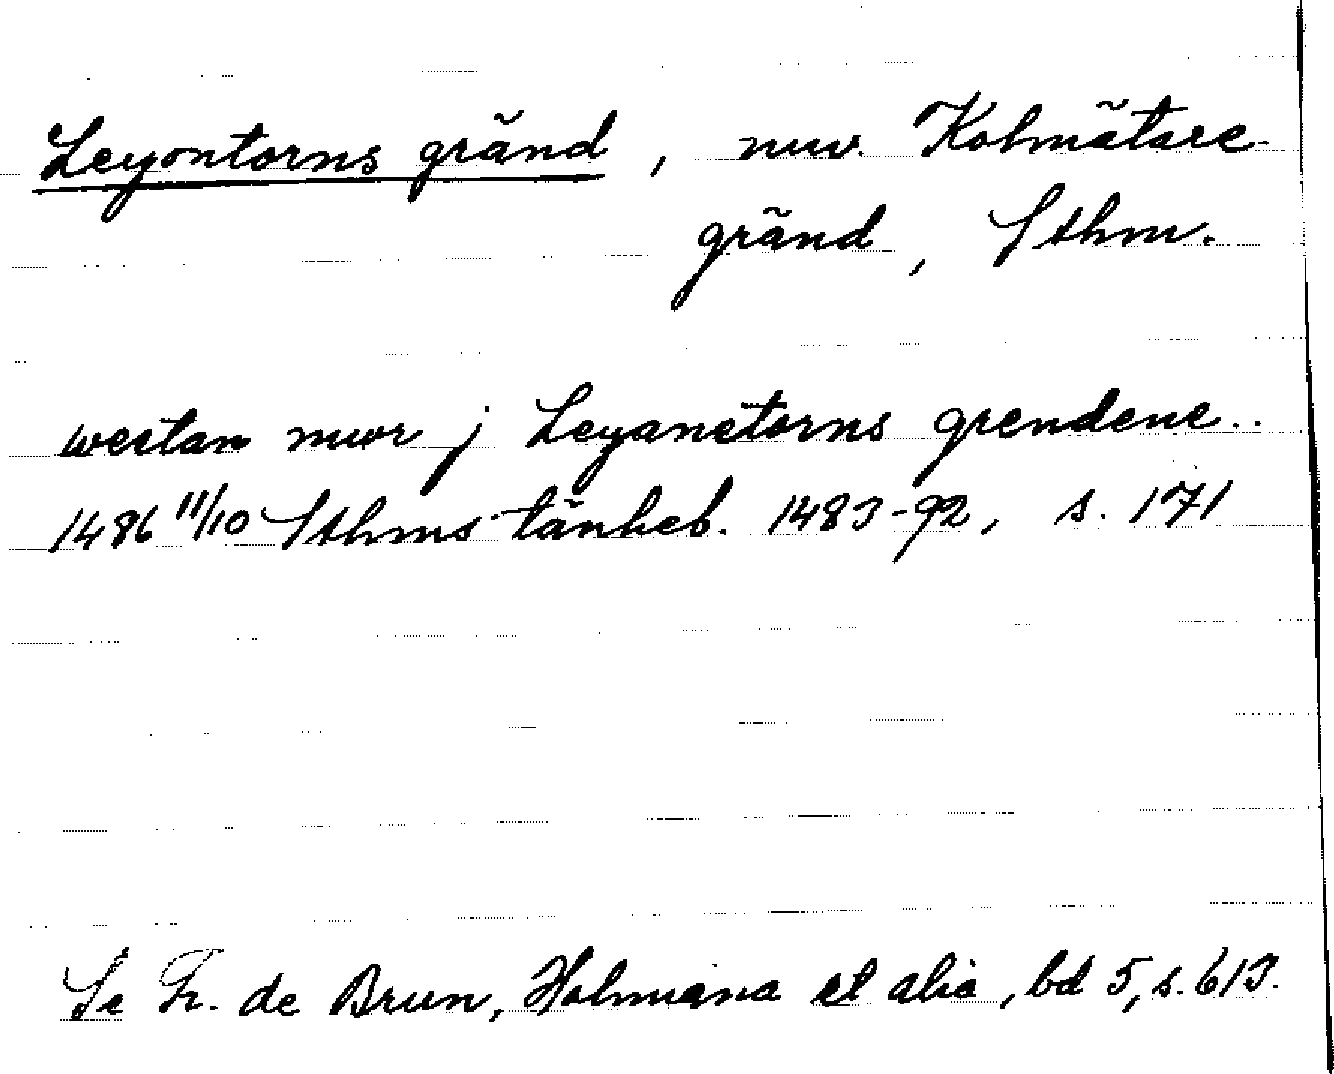 Leyontorns gränd, nuv. Kolmätare-
gränd, Sthm.
westan mwr j Leyanetorns grendene..
1486 11/10 Sthms tänkeb. 1483-92, s. 171
Se Fr. de Brun, Holmiana et alia, bd 5, s. 613.